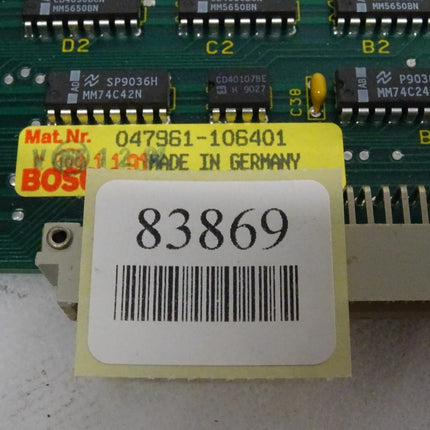 MM5650BN
MM5650BN
MM5650BN
D2
C2
B2
SP9036H
MM74C42N
CD40107BE
H 9027
C38
P9036
MM74C24
Mat.Nr. 047961-106401
MADE IN GERMANY
83869